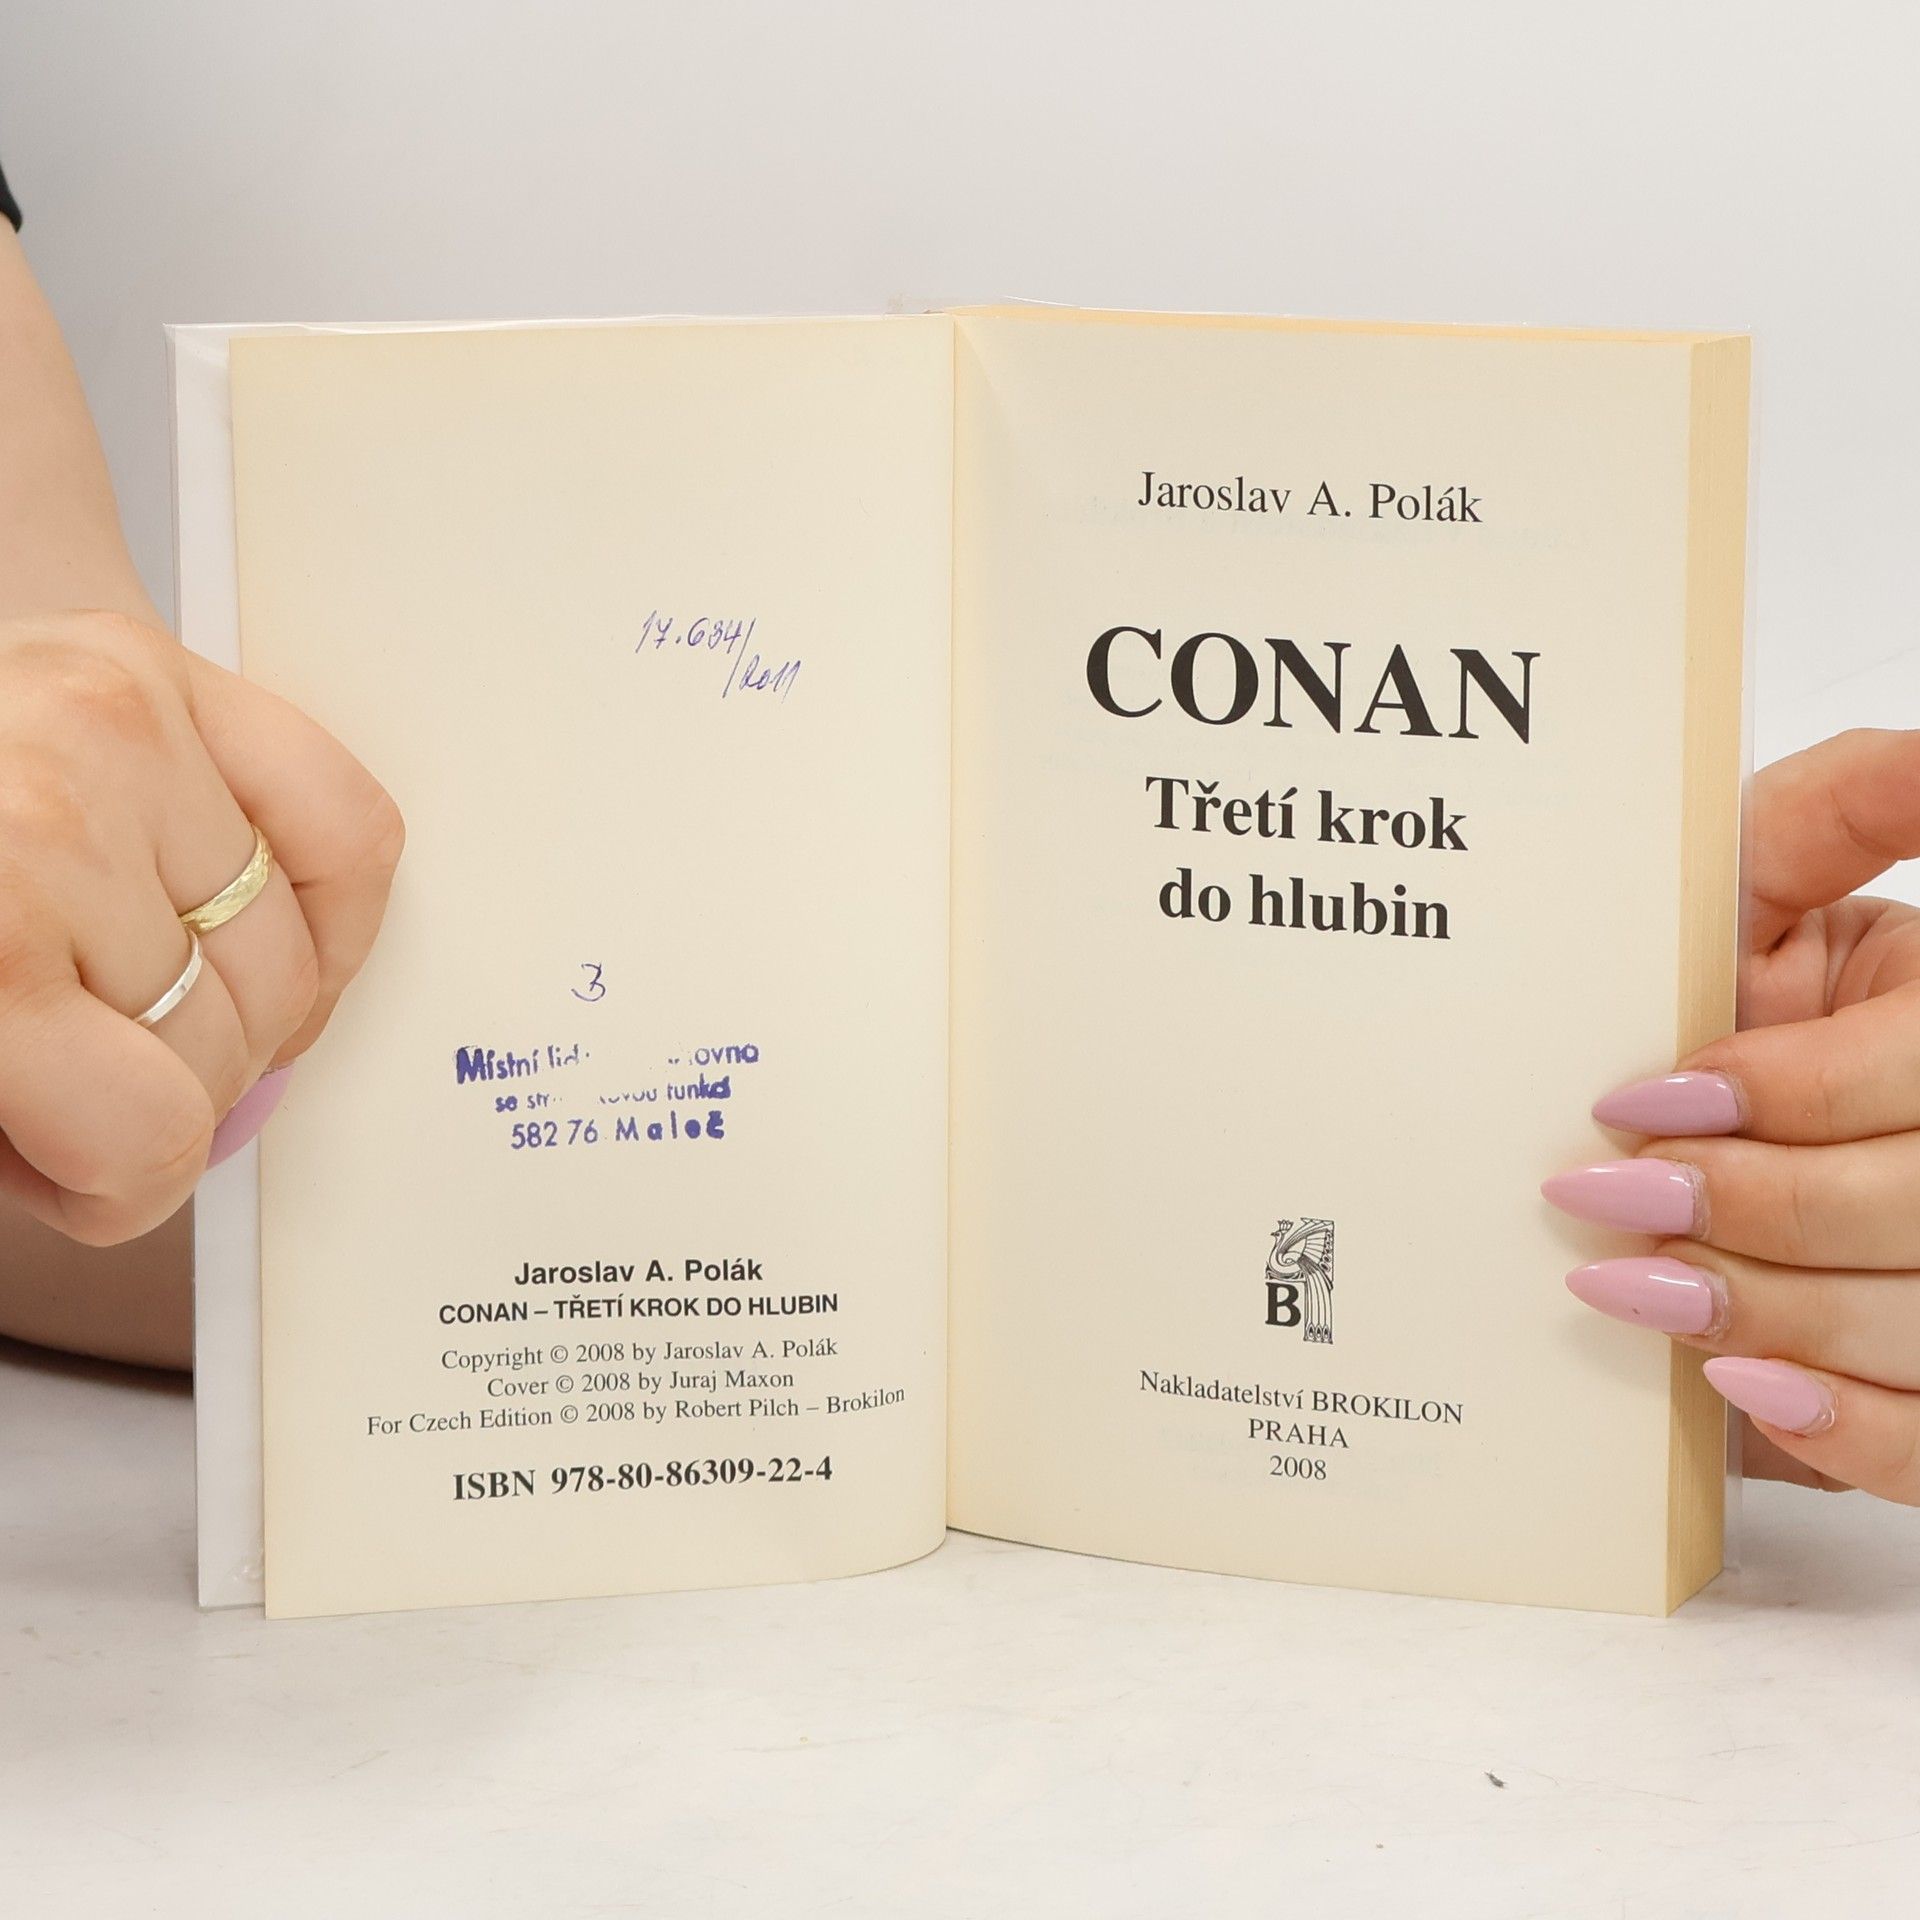 17.634/
2011
3
Místní
se
582 76 Maleč
Jaroslav A. Polák
CONAN – TŘETÍ KROK DO HLUBIN
Copyright © 2008 by Jaroslav A. Polák
Cover © 2008 by Juraj Maxon
For Czech Edition © 2008 by Robert Pilch – Brokilon
ISBN 978-80-86309-22-4
Jaroslav A. Polák
CONAN
Třetí krok
do hlubin
B
Nakladatelství BROKILON
PRAHA
2008